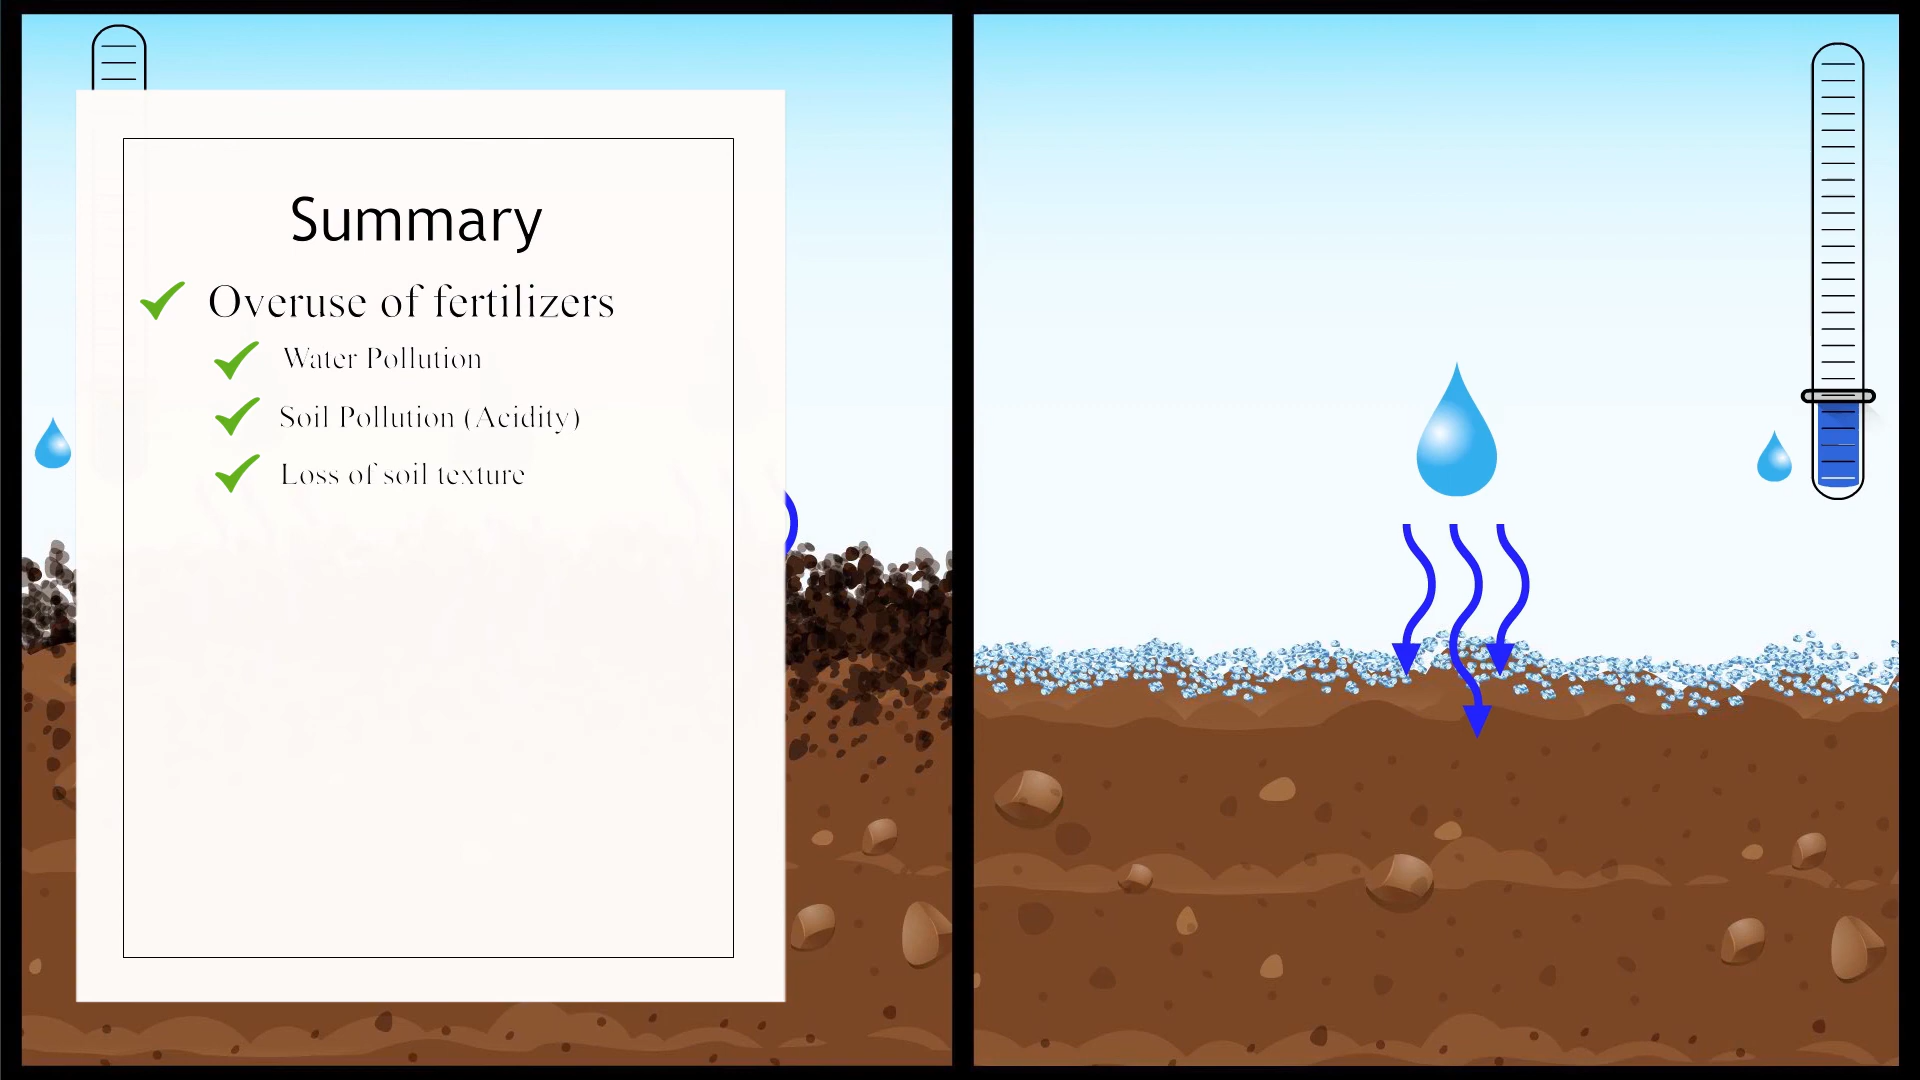 Summary
Overuse of fertilizers
Water Pollution
Soil Pollution (Acidity)
Loss of soil texture